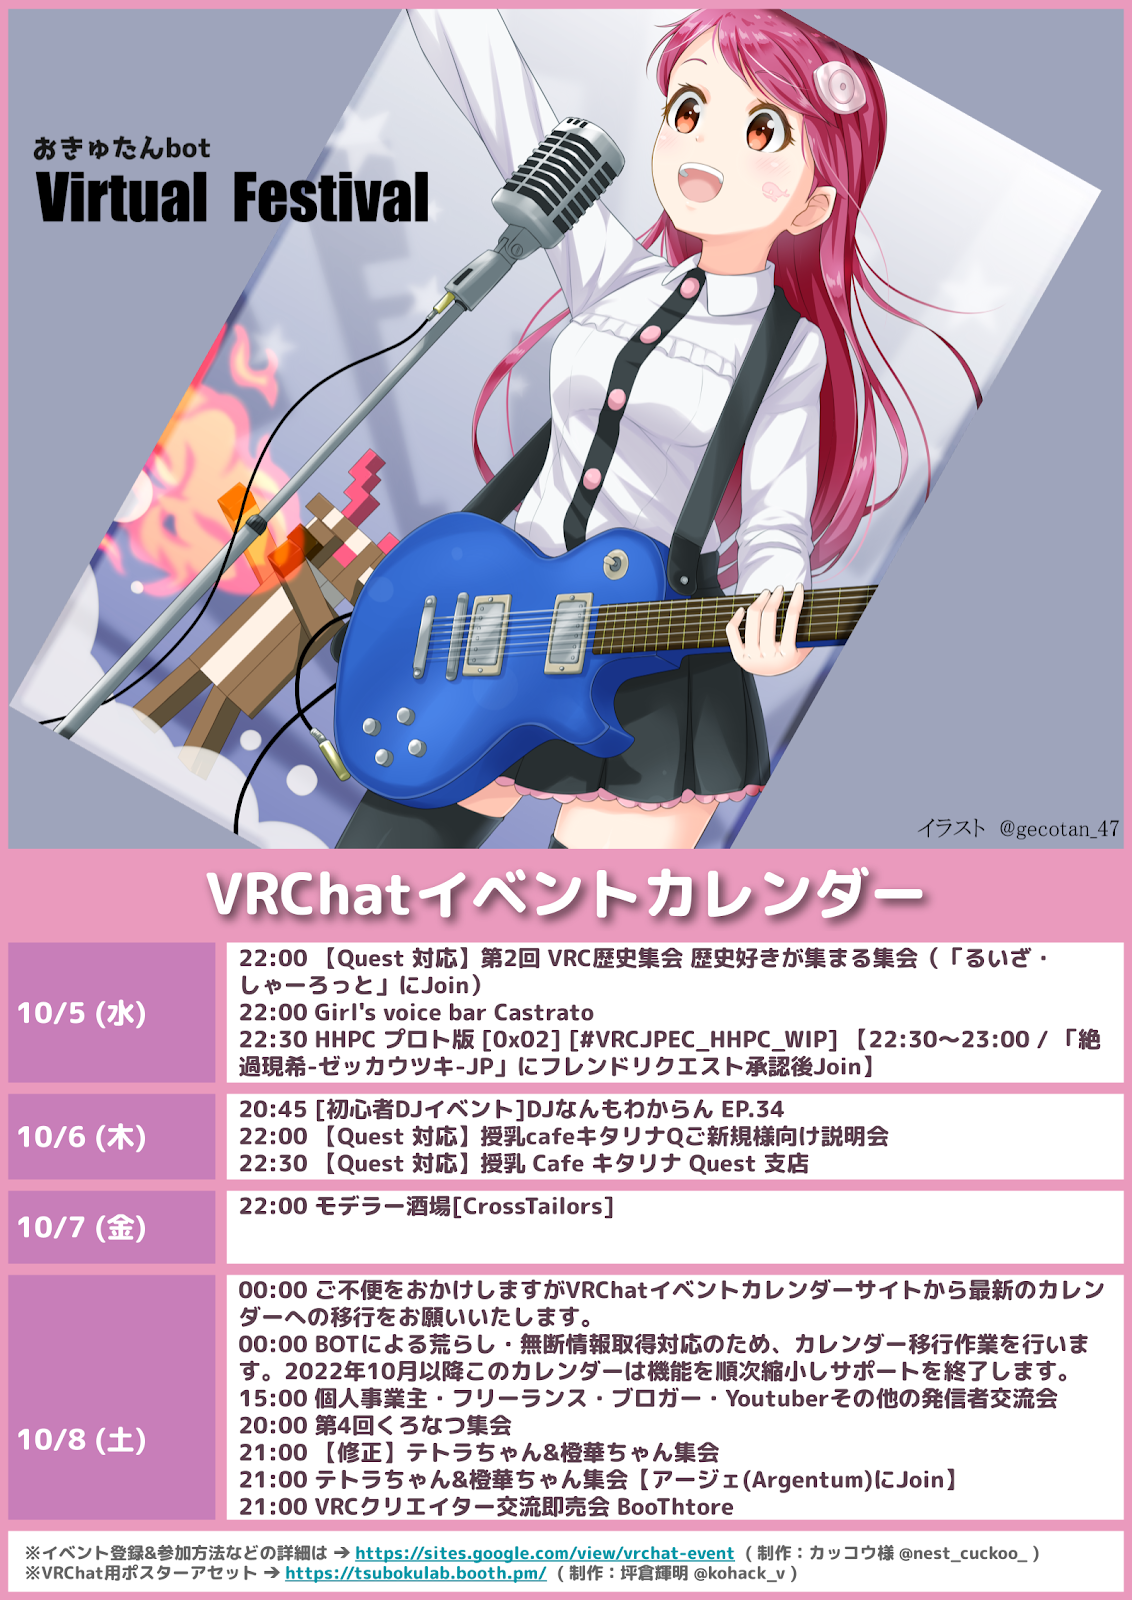 おきゅたんbot
Virtual Festival
イラスト @gecotan_47
VRChatイベントカレンダー
10/5 (水)
22:00 【Quest 対応】第2回 VRC歴史集会 歴史好きが集まる集会（「るいざ・
しゃーろっと」にJoin）
22:00 Girl's voice bar Castrato
22:30 HHPC プロト版 [0x02] [#VRCJPEC_HHPC_WIP] 【22:30～23:00 / 「絶
過現希-ゼッカウツキ-JP」にフレンドリクエスト承認後Join】
10/6 (木)
20:45 [初心者DJイベント]DJなんもわからん EP.34
22:00 【Quest 対応】授乳cafeキタリナQご新規様向け説明会
22:30 【Quest 対応】授乳 Cafe キタリナ Quest 支店
10/7 (金)
22:00 モデラー酒場[CrossTailors]
10/8 (土)
00:00 ご不便をおかけしますがVRChatイベントカレンダーサイトから最新のカレン
ダーへの移行をお願いいたします。
00:00 BOTによる荒らし・無断情報取得対応のため、カレンダー移行作業を行いま
す。2022年10月以降このカレンダーは機能を順次縮小しサポートを終了します。
15:00 個人事業主・フリーランス・ブロガー・Youtuberその他の発信者交流会
20:00 第4回くろなつ集会
21:00 【修正】テトラちゃん&橙華ちゃん集会
21:00 テトラちゃん&橙華ちゃん集会【アージェ(Argentum)にJoin】
21:00 VRCクリエイター交流即売会 BooThtore
※イベント登録&参加方法などの詳細は → https://sites.google.com/view/vrchat-event （ 制作：カッコウ様 @nest_cuckoo_ ）
※VRChat用ポスターアセット → https://tsubokulab.booth.pm/ （ 制作：坪倉輝明 @kohack_v ）